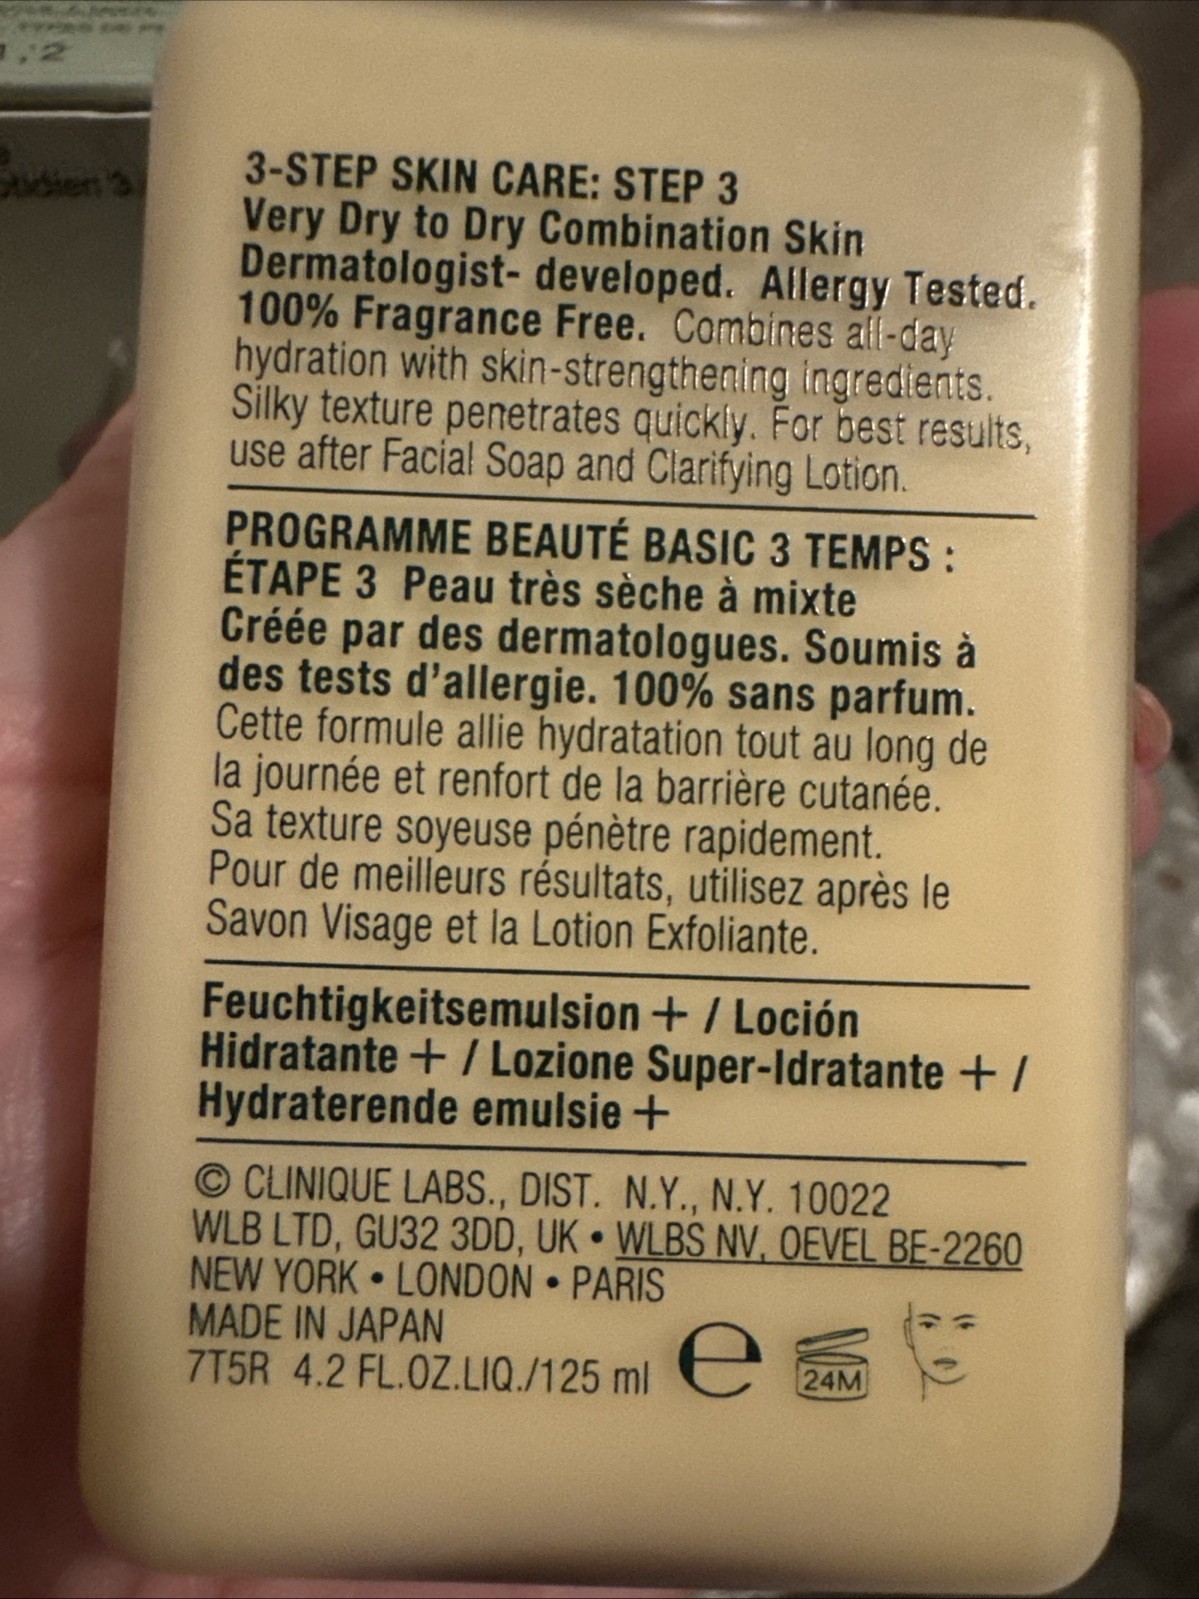 1, 2
3-STEP SKIN CARE: STEP 3
Very Dry to Dry Combination Skin
Dermatologist- developed. Allergy Tested.
100% Fragrance Free. Combines all-day
hydration with skin-strengthening ingredients.
Silky texture penetrates quickly. For best results,
use after Facial Soap and Clarifying Lotion.
PROGRAMME BEAUTÉ BASIC 3 TEMPS :
ÉTAPE 3 Peau très sèche à mixte
Créée par des dermatologues. Soumis à
des tests d’allergie. 100% sans parfum.
Cette formule allie hydratation tout au long de
la journée et renfort de la barrière cutanée.
Sa texture soyeuse pénètre rapidement.
Pour de meilleurs résultats, utilisez après le
Savon Visage et la Lotion Exfoliante.
Feuchtigkeitsemulsion + / Loción
Hidratante + / Lozione Super-Idratante + /
Hydraterende emulsie +
© CLINIQUE LABS., DIST. N.Y., N.Y. 10022
WLB LTD, GU32 3DD, UK • WLBS NV, OEVEL BE-2260
NEW YORK • LONDON • PARIS
MADE IN JAPAN
7T5R 4.2 FL.OZ.LIQ./125 ml e 24M